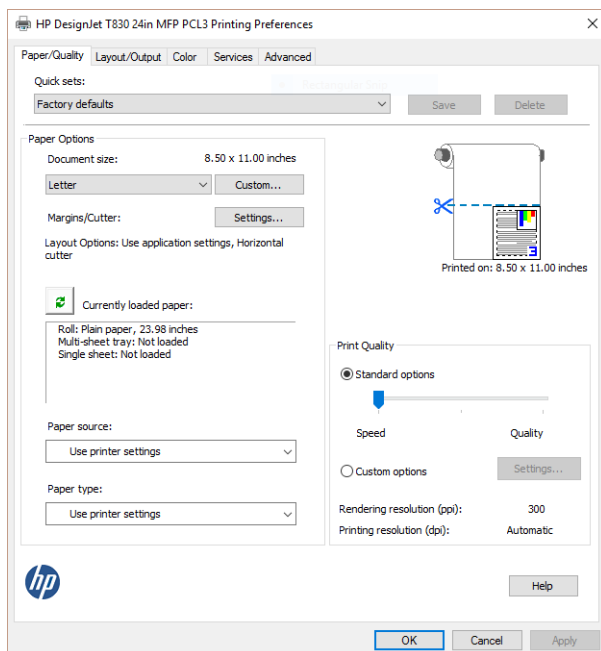 HP DesignJet T830 24in MFP PCL3 Printing Preferences
Paper/Quality Layout/Output Color Services Advanced
Quick sets:
Factory defaults
Save Delete
Paper Options
Document size: 8.50 x 11.00 inches
Letter Custom...
Margins/Cutter: Settings...
Layout Options: Use application settings, Horizontal
cutter
Printed on: 8.50 x 11.00 inches
3
Currently loaded paper:
Roll: Plain paper, 23.98 inches
Multi-sheet tray: Not loaded
Single sheet: Not loaded
Paper source:
Use printer settings
Paper type:
Use printer settings
Print Quality
Standard options
Speed Quality
Custom options Settings...
Rendering resolution (ppi): 300
Printing resolution (dpi): Automatic
hp
Help
OK Cancel Apply